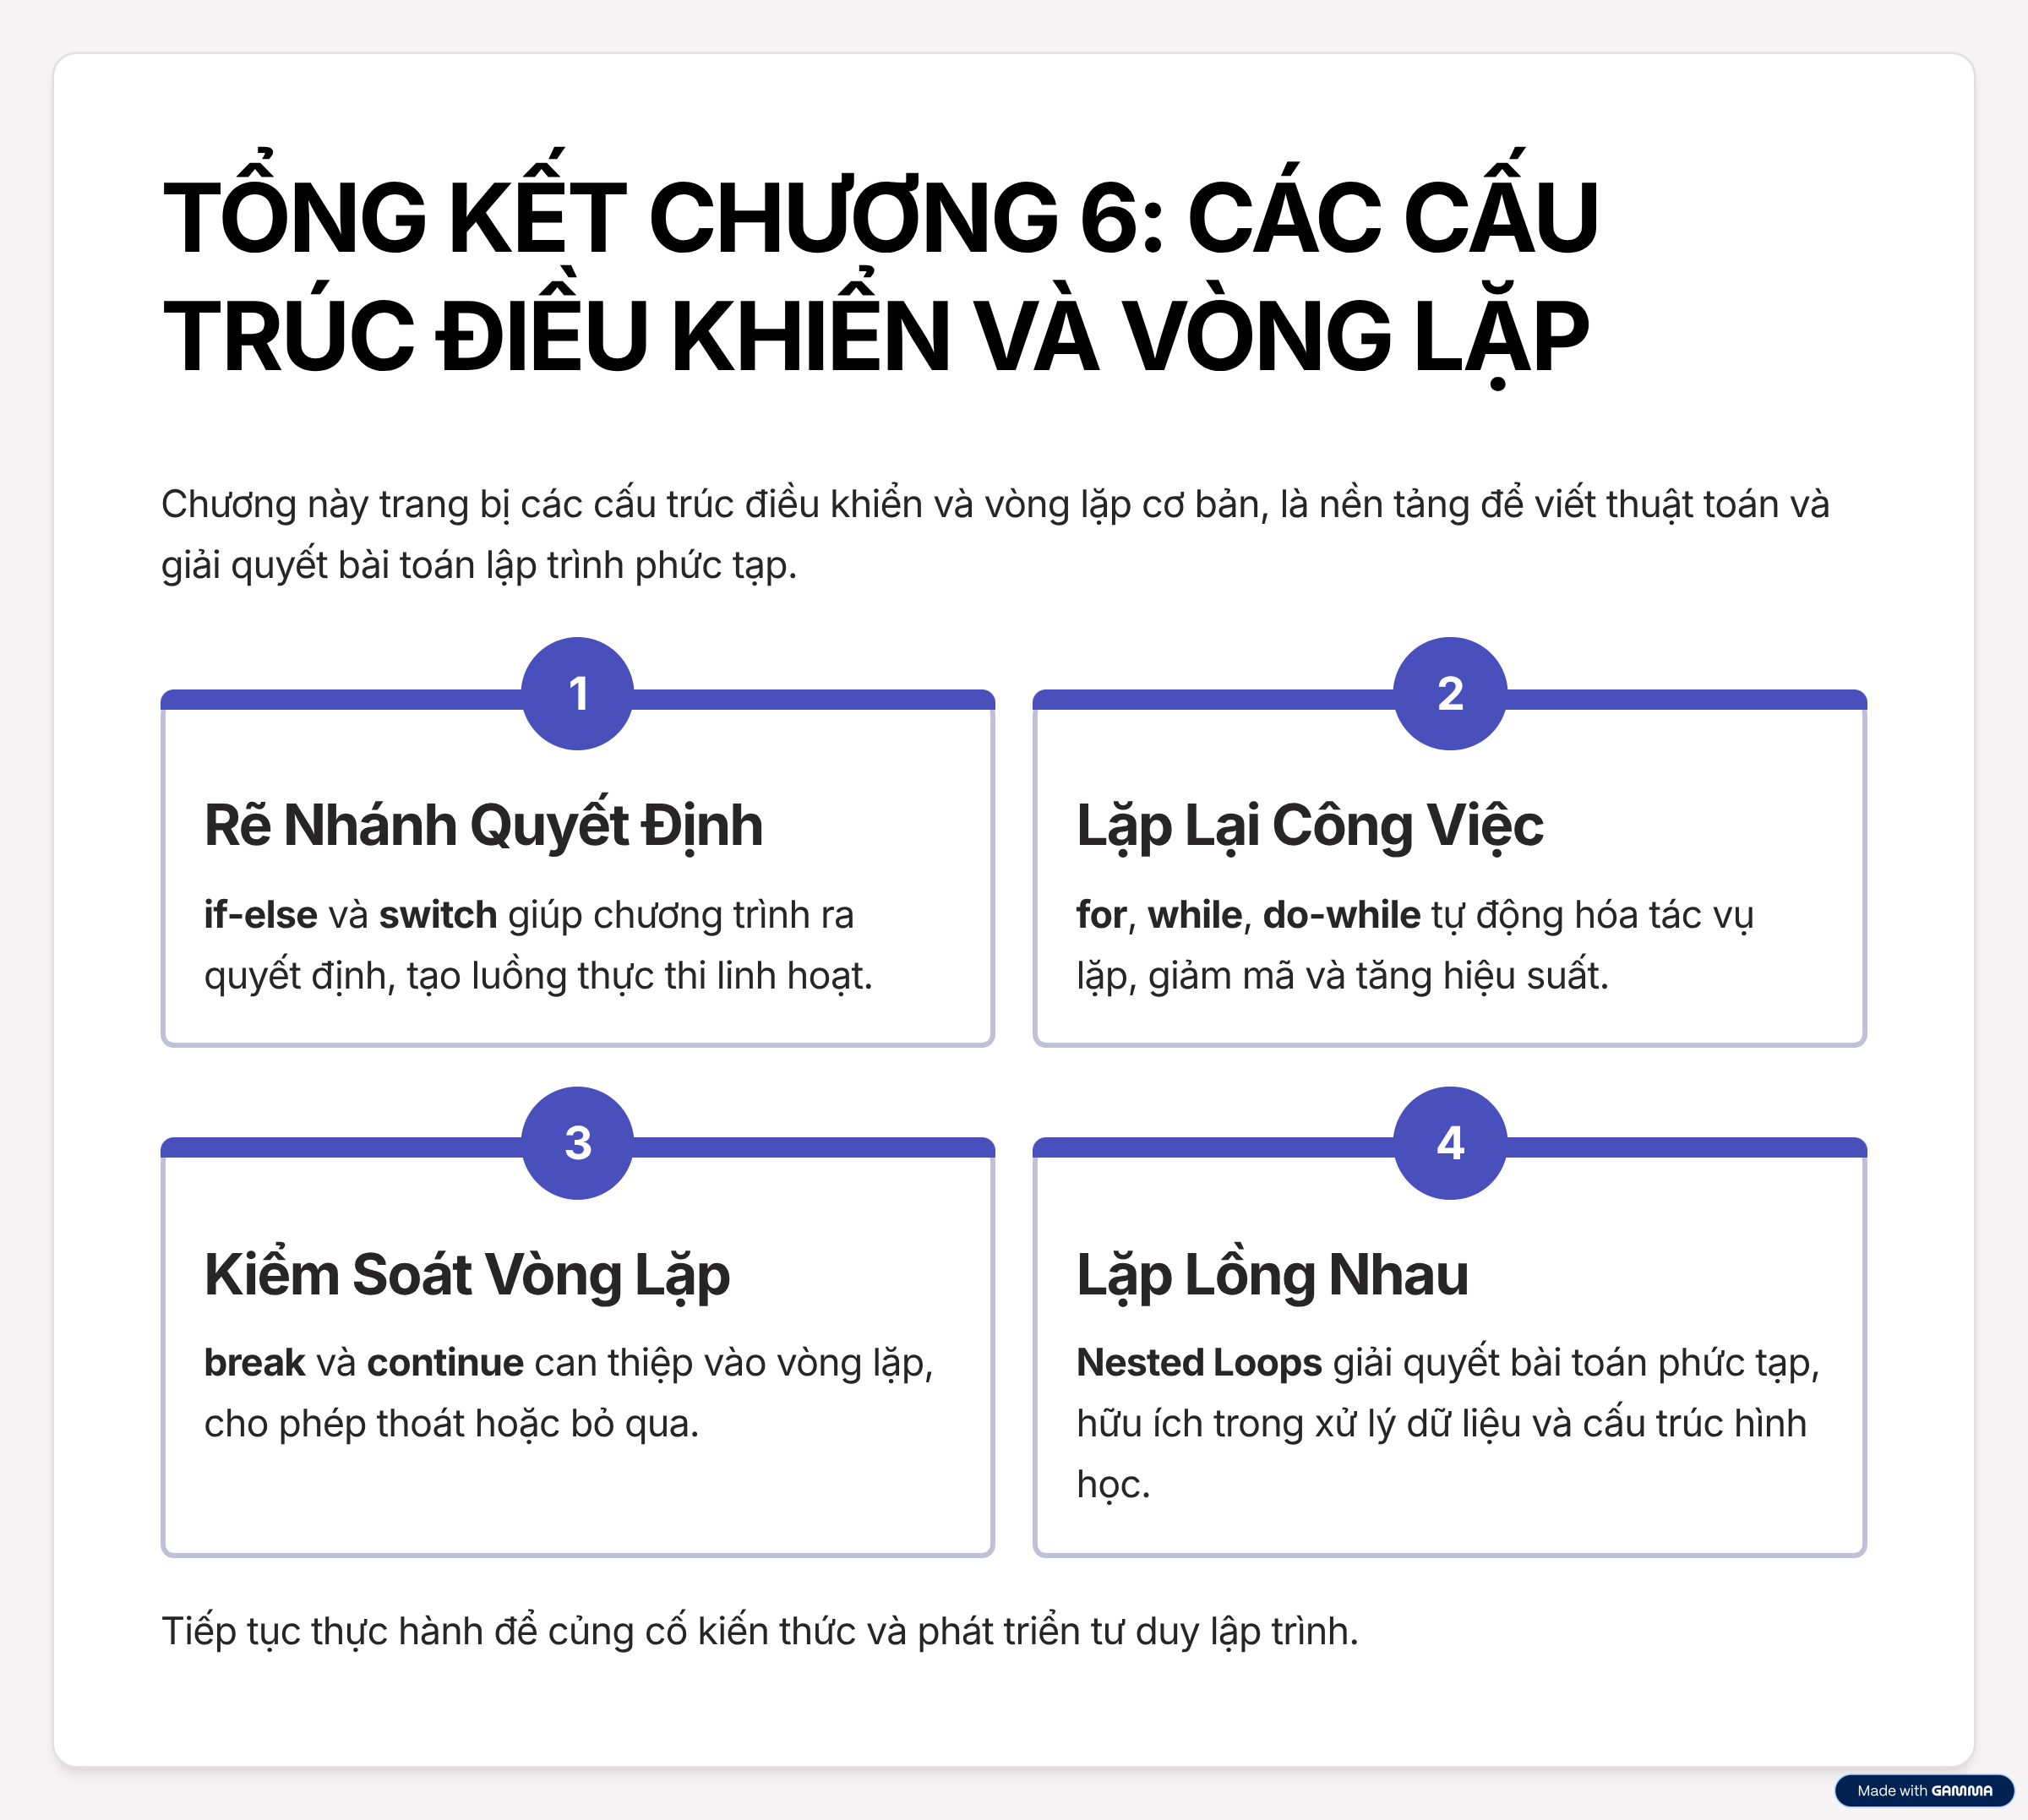 TỔNG KẾT CHƯƠNG 6: CÁC CẤU
TRÚC ĐIỀU KHIỂN VÀ VÒNG LẶP
Chương này trang bị các cấu trúc điều khiển và vòng lặp cơ bản, là nền tảng để viết thuật toán và
giải quyết bài toán lập trình phức tạp.
1
Rẽ Nhánh Quyết Định
if-else và switch giúp chương trình ra
quyết định, tạo luồng thực thi linh hoạt.
2
Lặp Lại Công Việc
for, while, do-while tự động hóa tác vụ
lặp, giảm mã và tăng hiệu suất.
3
Kiểm Soát Vòng Lặp
break và continue can thiệp vào vòng lặp,
cho phép thoát hoặc bỏ qua.
4
Lặp Lồng Nhau
Nested Loops giải quyết bài toán phức tạp,
hữu ích trong xử lý dữ liệu và cấu trúc hình
học.
Tiếp tục thực hành để củng cố kiến thức và phát triển tư duy lập trình.
Made with GAMMA